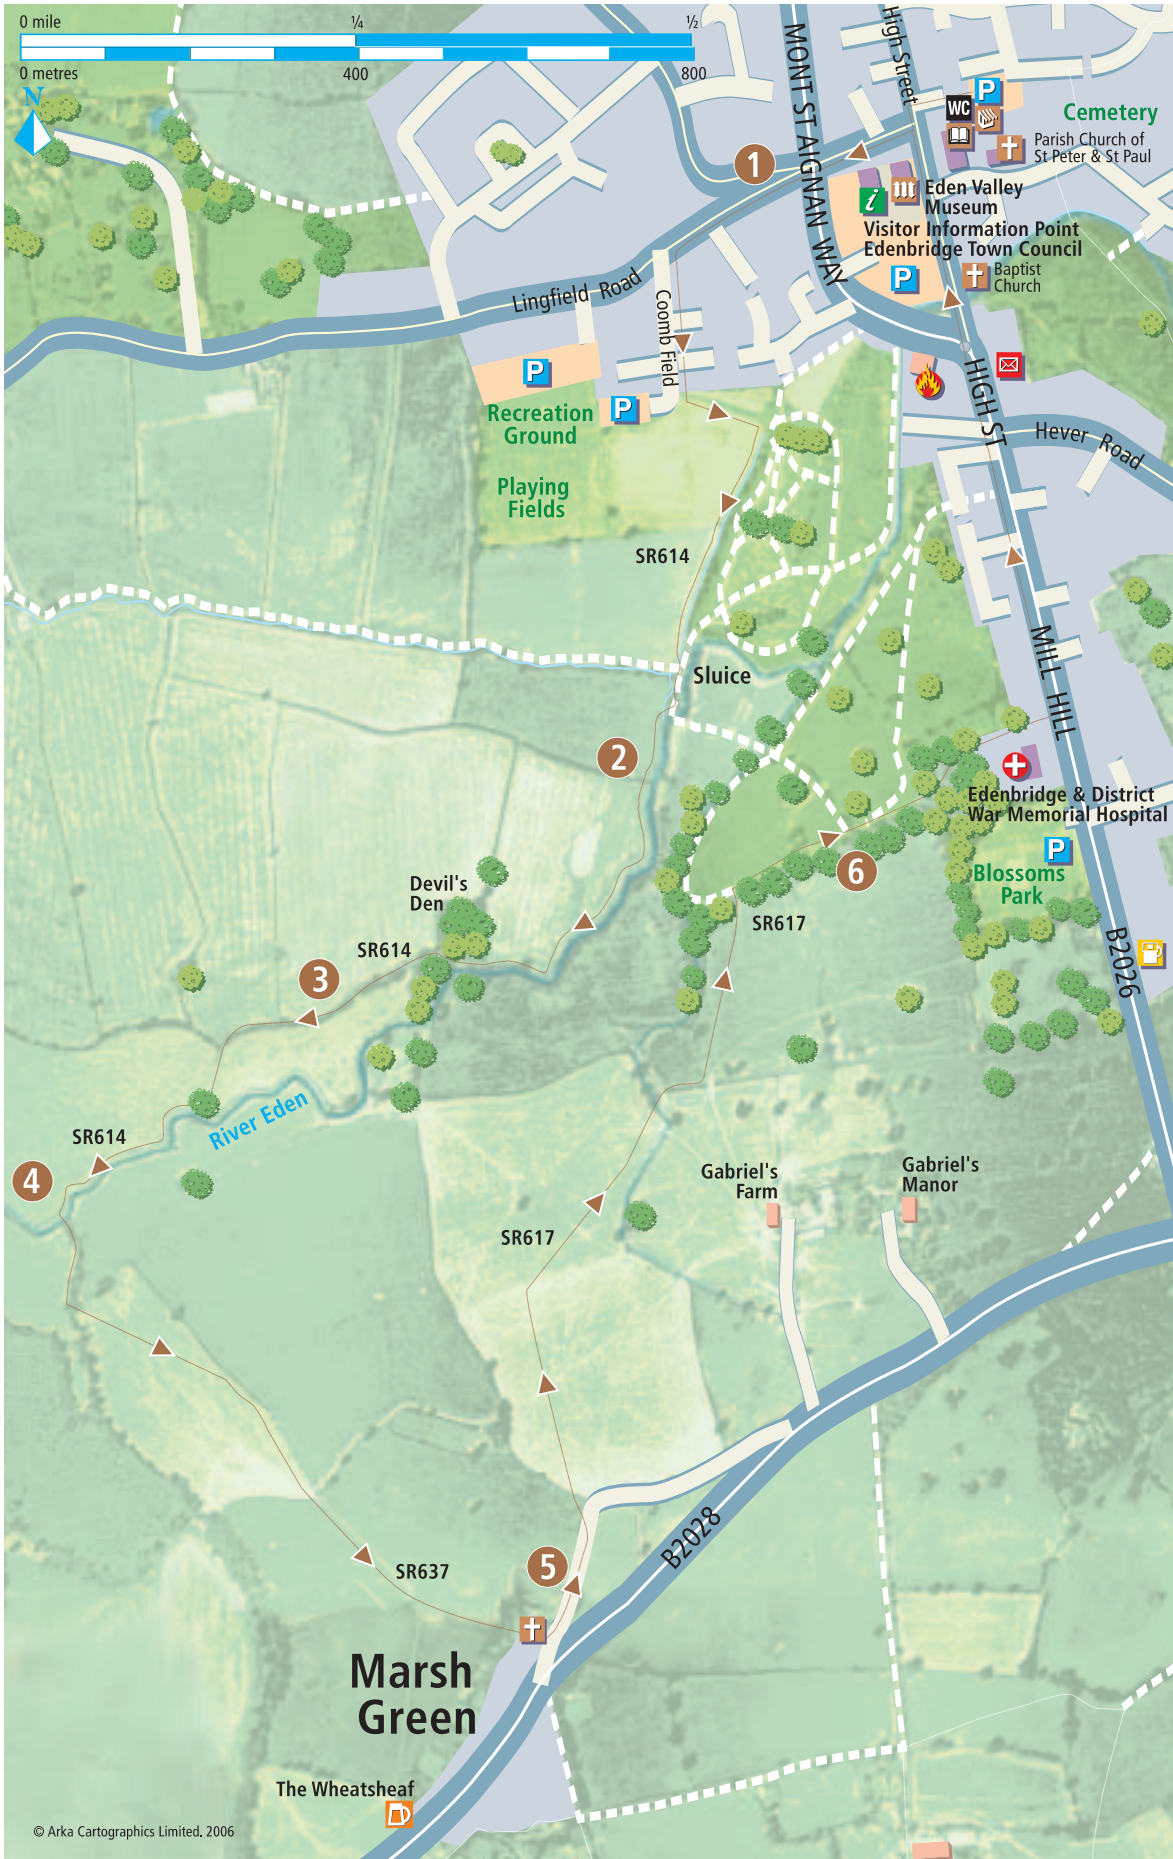 0 mile
¼
½
0 metres
400
800
N
High Street
MONT ST AIGNAN WAY
P
WC
Cemetery
Parish Church of
St Peter & St Paul
1
i
m
Eden Valley
Museum
Visitor Information Point
Edenbridge Town Council
P
Baptist
Church
Lingfield Road
Coomb Field
P
P
Recreation
Ground
Playing
Fields
HIGH ST
Hever Road
SR614
MILL HILL
Sluice
2
Edenbridge & District
War Memorial Hospital
P
6
Blossoms
Park
Devil's
Den
SR614
SR617
B2026
3
River Eden
SR614
4
Gabriel's
Farm
Gabriel's
Manor
SR617
B2028
5
SR637
Marsh
Green
The Wheatsheaf
© Arka Cartographics Limited. 2006